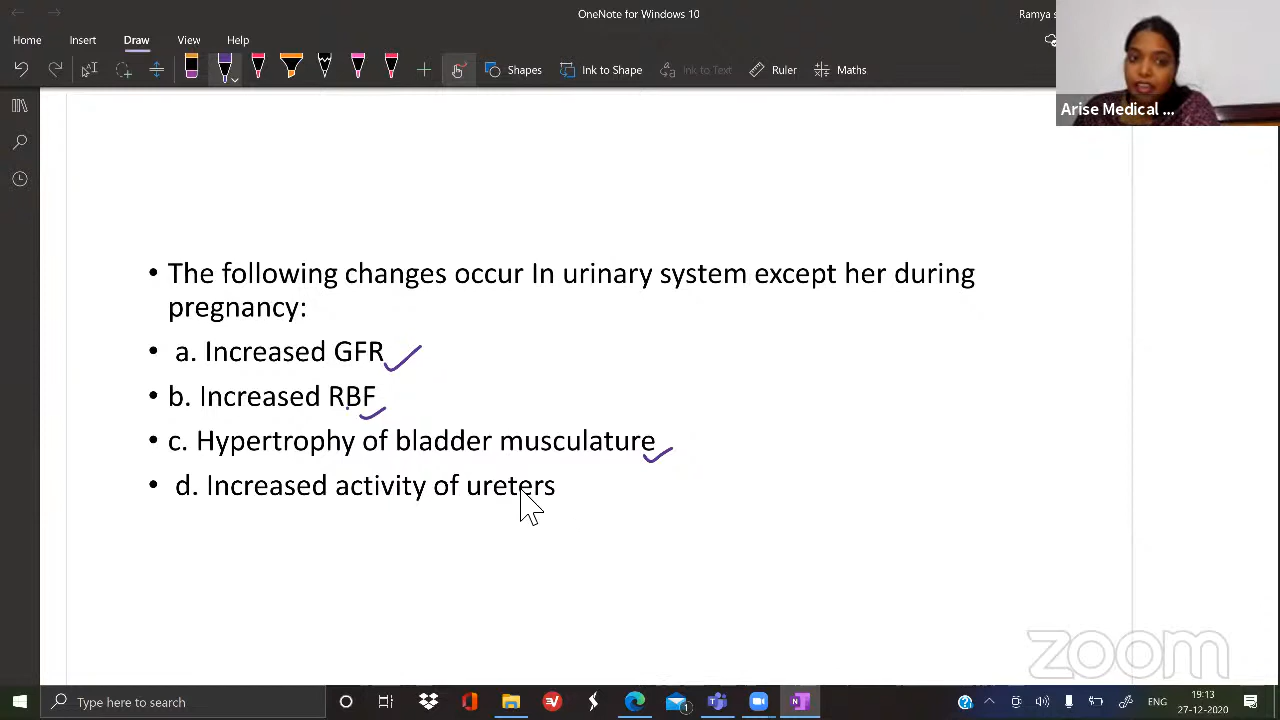 OneNote for Windows 10
Ramya s
Home Insert Draw View Help
Shapes Ink to Shape Ink to Text Ruler Maths
Arise Medical ...
• The following changes occur In urinary system except her during
pregnancy:
• a. Increased GFR
• b. Increased RBF
• c. Hypertrophy of bladder musculature
• d. Increased activity of ureters
zoom
Type here to search
19:13
27-12-2020